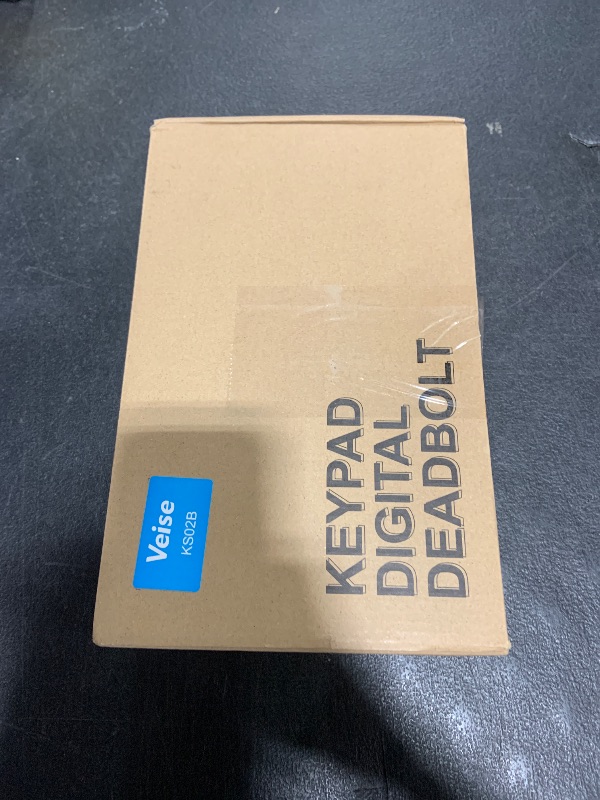 Veise
KS02B
KEYPAD
DIGITAL
DEADBOLT